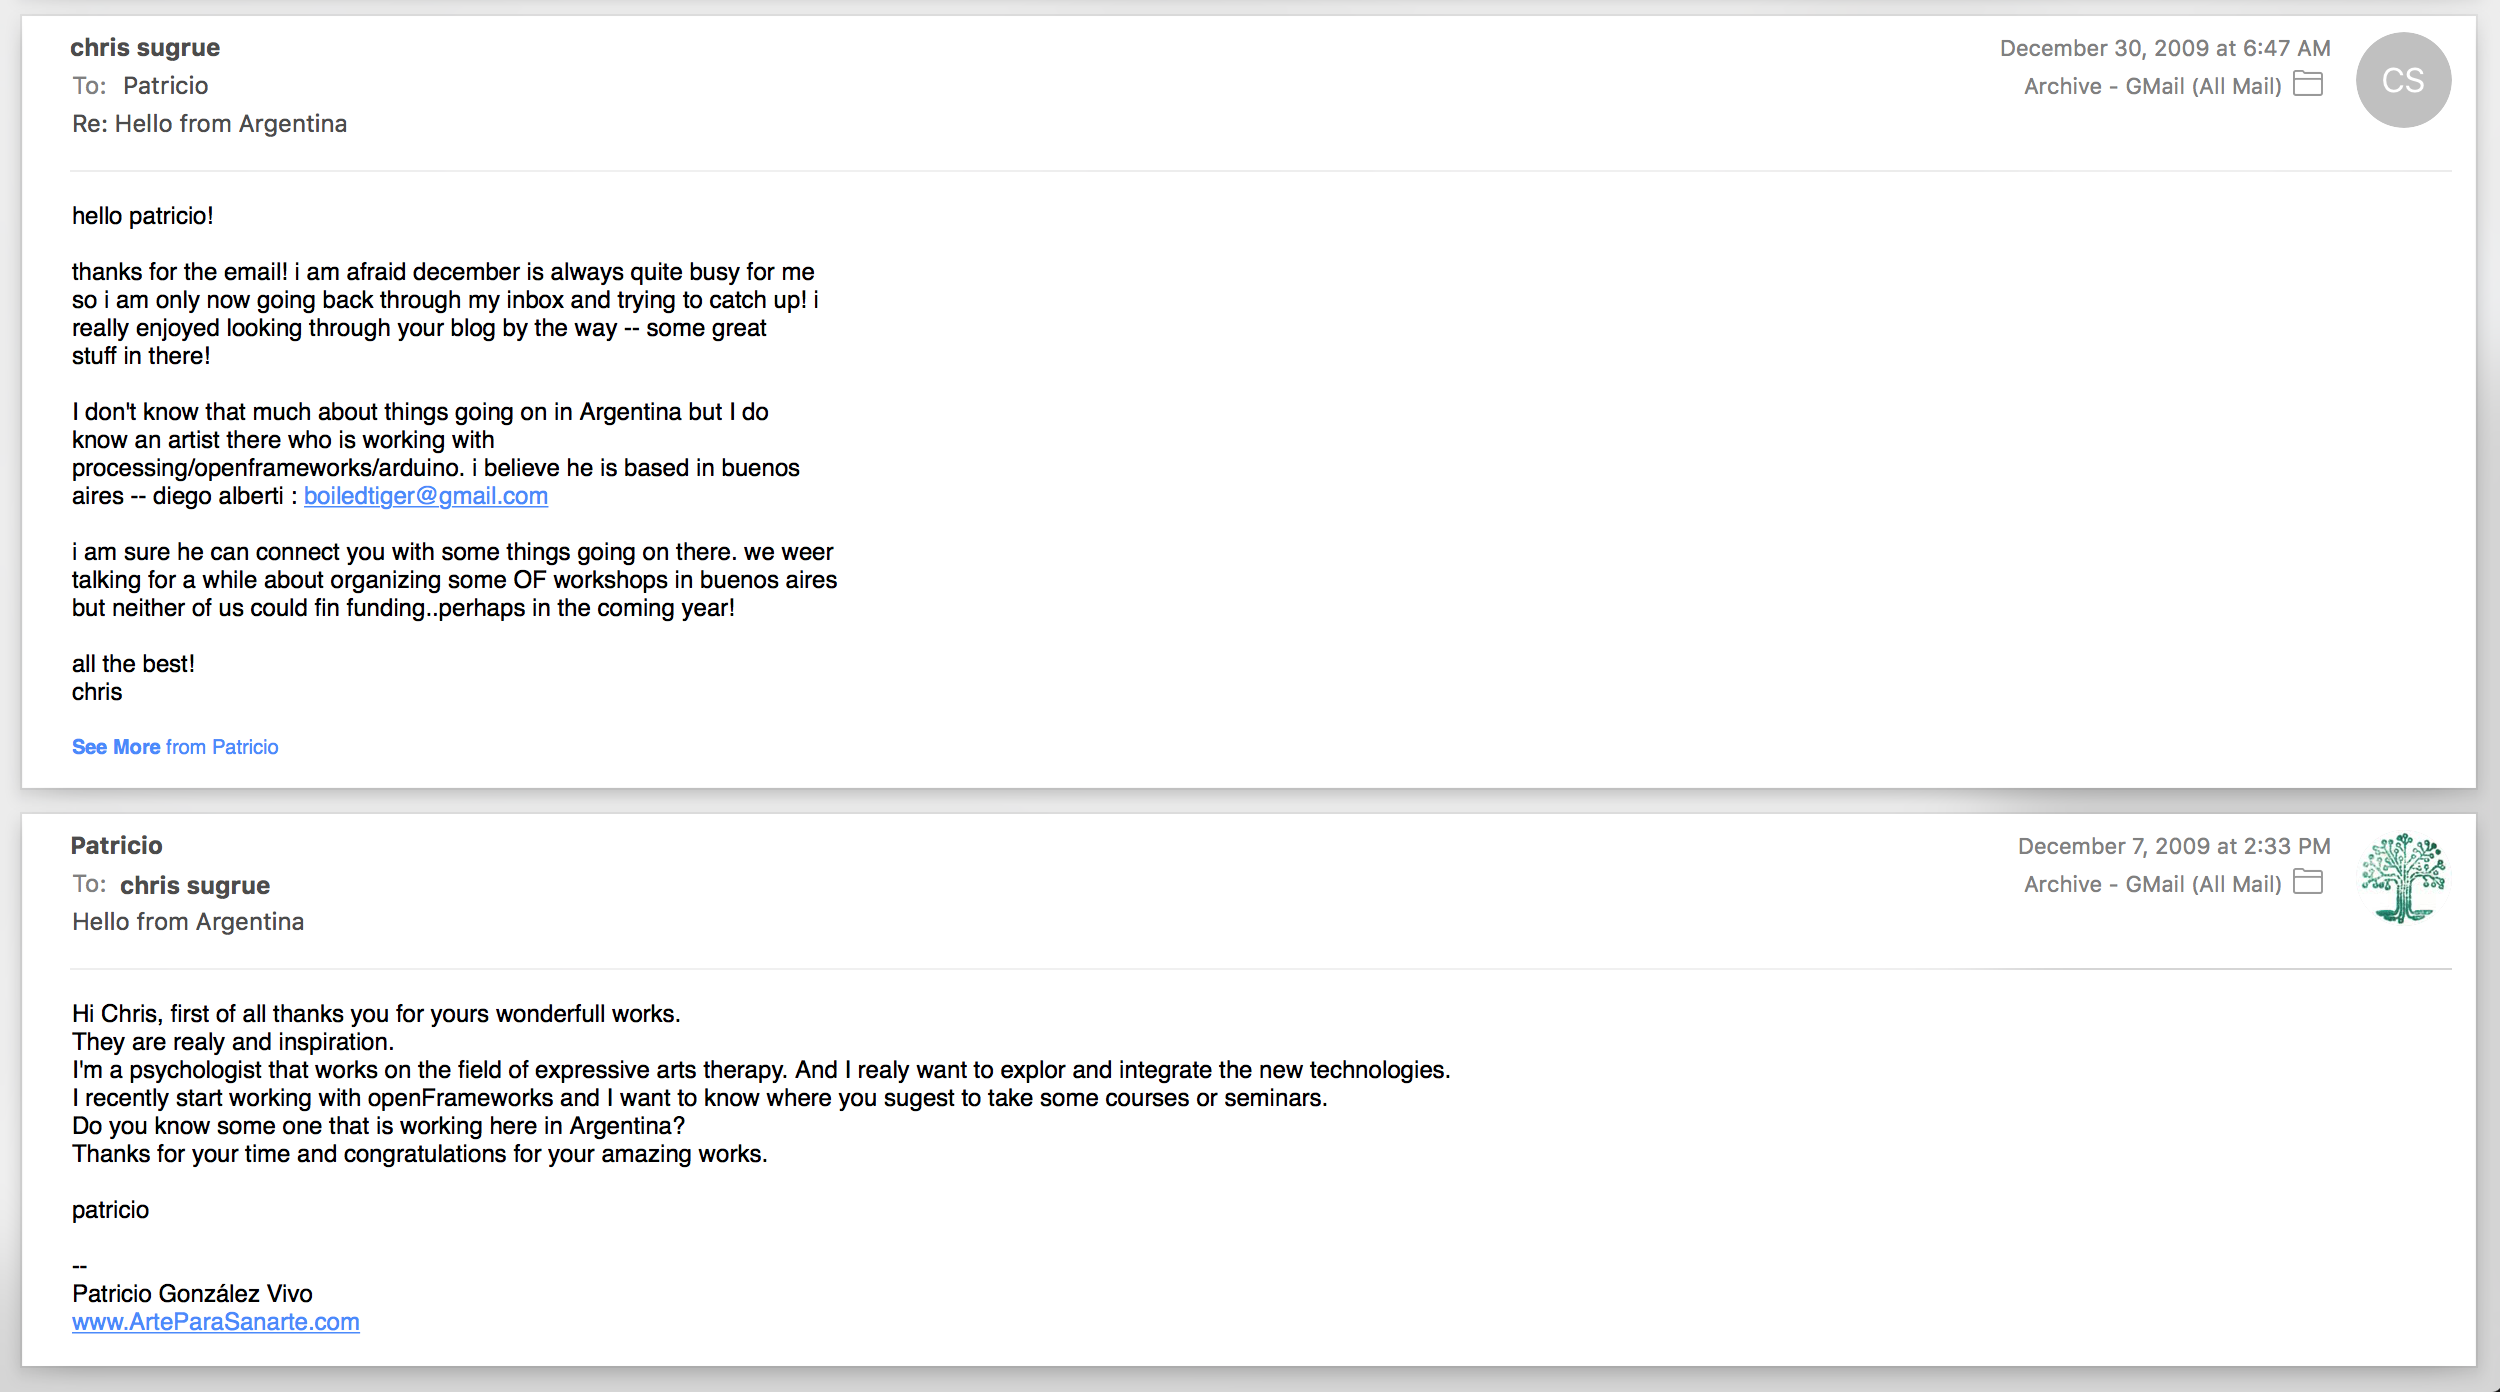 chris sugrue
December 30, 2009 at 6:47 AM
To: Patricio
Archive - GMail (All Mail)
CS
Re: Hello from Argentina
hello patricio!
thanks for the email! i am afraid december is always quite busy for me
so i am only now going back through my inbox and trying to catch up! i
really enjoyed looking through your blog by the way -- some great
stuff in there!
I don't know that much about things going on in Argentina but I do
know an artist there who is working with
processing/openframeworks/arduino. i believe he is based in buenos
aires -- diego alberti : boiledtiger@gmail.com
i am sure he can connect you with some things going on there. we weer
talking for a while about organizing some OF workshops in buenos aires
but neither of us could fin funding..perhaps in the coming year!
all the best!
chris
See More from Patricio
Patricio
December 7, 2009 at 2:33 PM
To: chris sugrue
Archive - GMail (All Mail)
Hello from Argentina
Hi Chris, first of all thanks you for yours wonderfull works.
They are realy and inspiration.
I'm a psychologist that works on the field of expressive arts therapy. And I realy want to explor and integrate the new technologies.
I recently start working with openFrameworks and I want to know where you sugest to take some courses or seminars.
Do you know some one that is working here in Argentina?
Thanks for your time and congratulations for your amazing works.
patricio
--
Patricio González Vivo
www.ArteParaSanarte.com